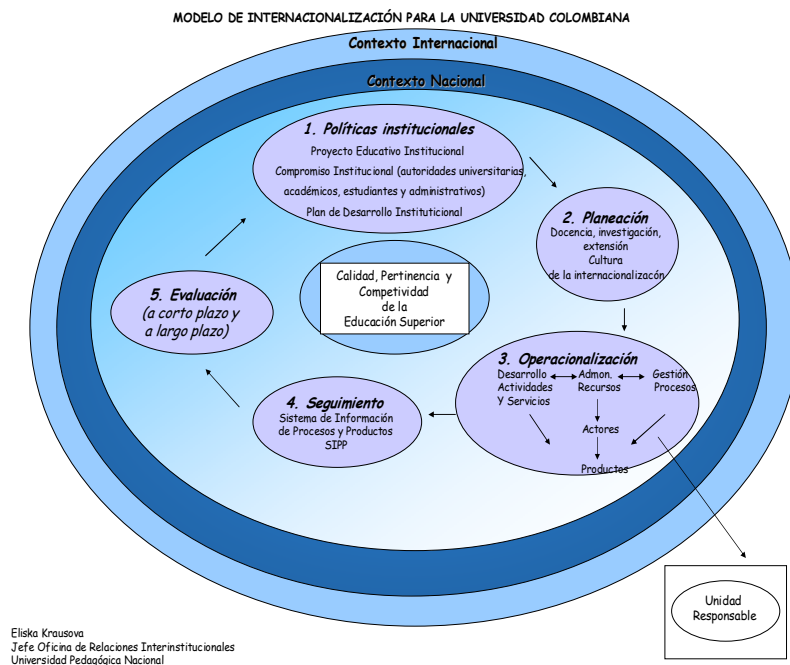 MODELO DE INTERNACIONALIZACIÓN PARA LA UNIVERSIDAD COLOMBIANA
Contexto Internacional
Contexto Nacional
1. Políticas institucionales
Proyecto Educativo Institucional
Compromiso Institucional (autoridades universitarias,
académicos, estudiantes y administrativos)
Plan de Desarrollo Instituticional
2. Planeación
Docencia, investigación,
extensión
Cultura
de la internacionalizacón
Calidad, Pertinencia y
Competividad
de la
Educación Superior
5. Evaluación
(a corto plazo y
a largo plazo)
3. Operacionalización
Desarrollo
Actividades
Y Servicios
Admon.
Recursos
Gestión
Procesos
Actores
Productos
4. Seguimiento
Sistema de Información
de Procesos y Productos
SIPP
Unidad
Responsable
Eliska Krausova
Jefe Oficina de Relaciones Interinstitucionales
Universidad Pedagógica Nacional